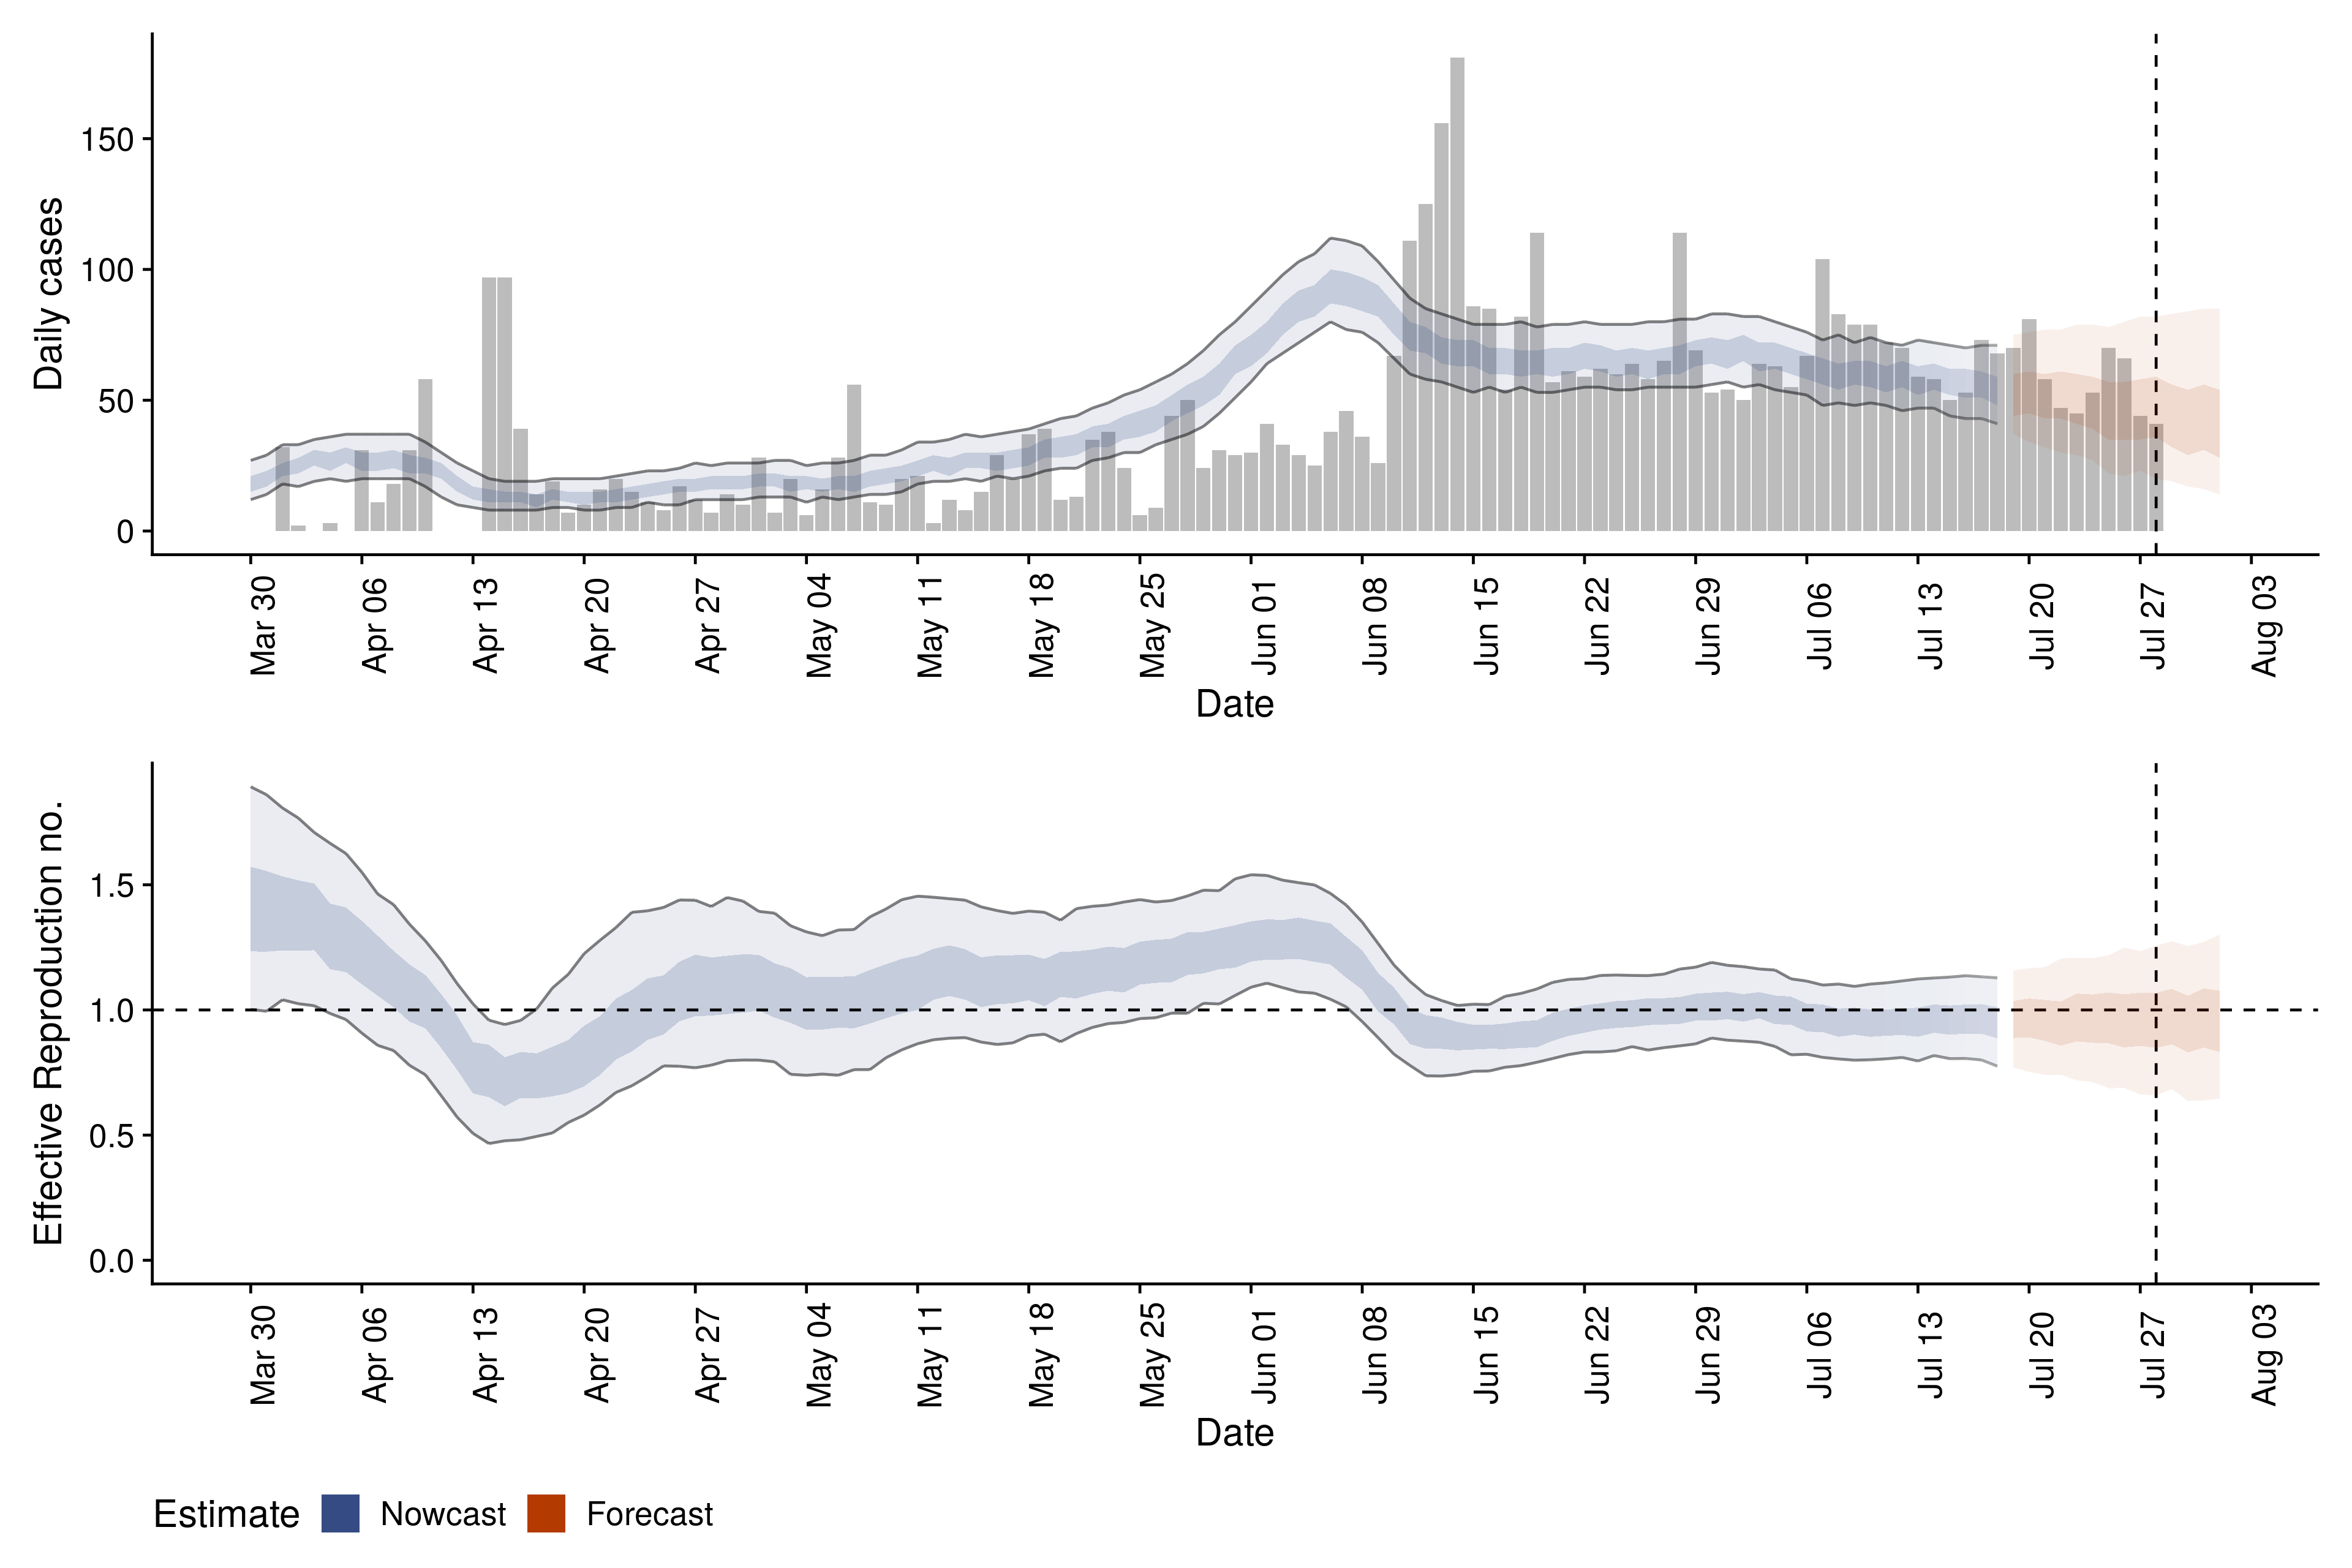 Daily cases
150
100
50
0
Mar 30
Apr 06
Apr 13
Apr 20
Apr 27
May 04
May 11
May 18
May 25
Jun 01
Jun 08
Jun 15
Jun 22
Jun 29
Jul 06
Jul 13
Jul 20
Jul 27
Aug 03
Date
Effective Reproduction no.
1.5
1.0
0.5
0.0
Mar 30
Apr 06
Apr 13
Apr 20
Apr 27
May 04
May 11
May 18
May 25
Jun 01
Jun 08
Jun 15
Jun 22
Jun 29
Jul 06
Jul 13
Jul 20
Jul 27
Aug 03
Date
Estimate Nowcast Forecast